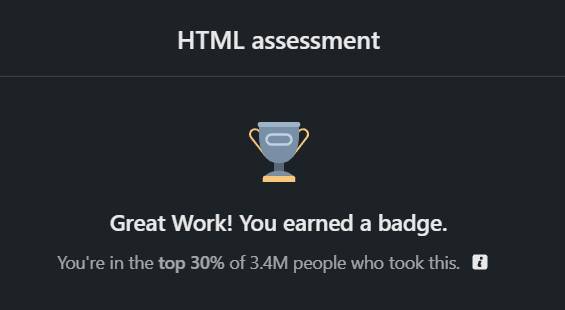 HTML assessment
Great Work! You earned a badge.
You're in the top 30% of 3.4M people who took this. i